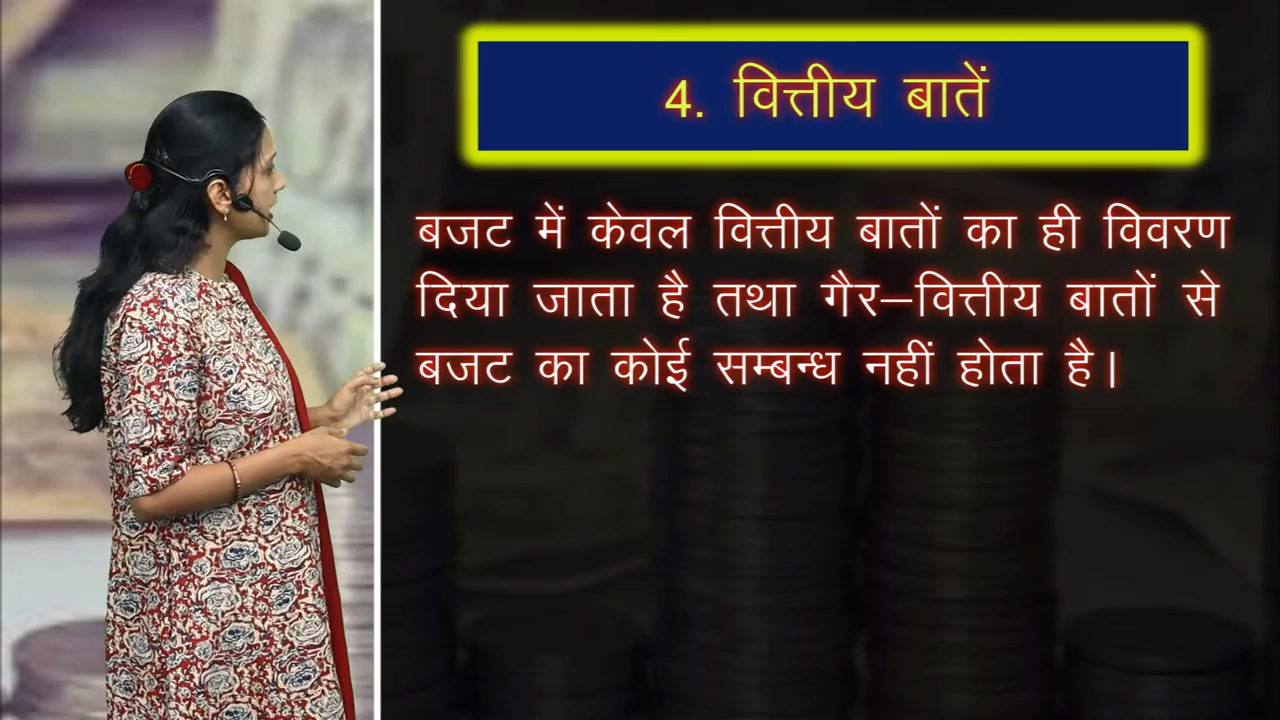 4. वित्तीय बातें
बजट में केवल वित्तीय बातों का ही विवरण
दिया जाता है तथा गैर–वित्तीय बातों से
बजट का कोई सम्बन्ध नहीं होता है।